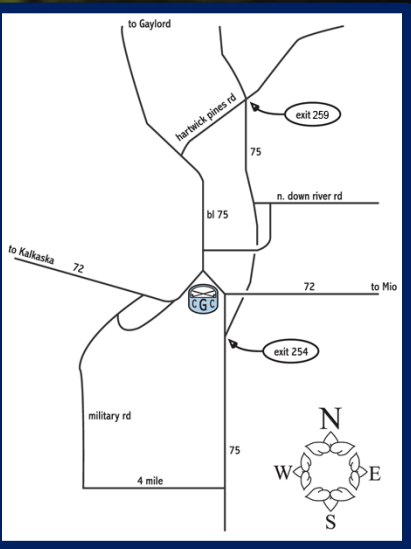 to Gaylord
hartwick pines rd
exit 259
75
n. down river rd
bl 75
to Kalkaska
72
CGC
72
to Mio
exit 254
military rd
75
4 mile
N
W
E
S